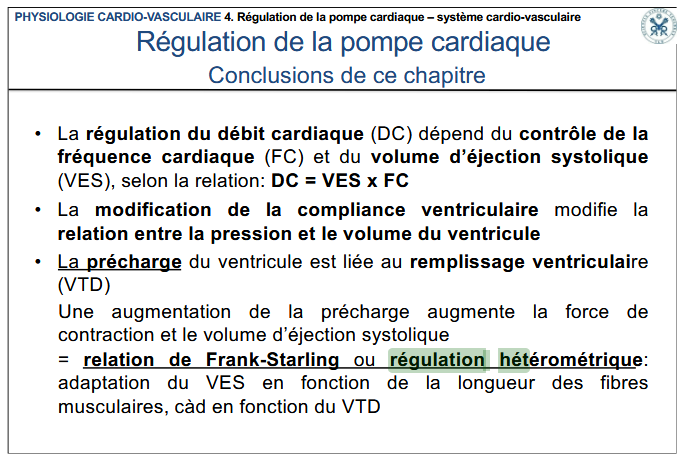 PHYSIOLOGIE CARDIO-VASCULAIRE 4. Régulation de la pompe cardiaque – système cardio-vasculaire
Régulation de la pompe cardiaque
Conclusions de ce chapitre
• La régulation du débit cardiaque (DC) dépend du contrôle de la
fréquence cardiaque (FC) et du volume d’éjection systolique
(VES), selon la relation: DC = VES x FC
• La modification de la compliance ventriculaire modifie la
relation entre la pression et le volume du ventricule
• La précharge du ventricule est liée au remplissage ventriculaire
(VTD)
Une augmentation de la précharge augmente la force de
contraction et le volume d’éjection systolique
= relation de Frank-Starling ou régulation hétérométrique:
adaptation du VES en fonction de la longueur des fibres
musculaires, càd en fonction du VTD